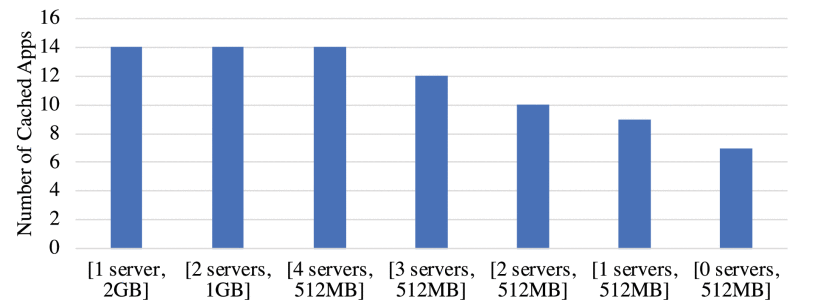 Number of Cached Apps
16
14
12
10
8
6
4
2
0
[1 server, 2GB]
[2 servers, 1GB]
[4 servers, 512MB]
[3 servers, 512MB]
[2 servers, 512MB]
[1 servers, 512MB]
[0 servers, 512MB]